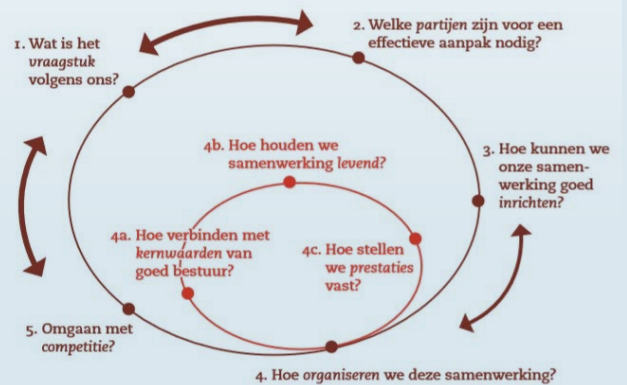 1. Wat is het
vraagstuk
volgens ons?
2. Welke partijen zijn voor een
effectieve aanpak nodig?
3. Hoe kunnen we
onze samen-
werking goed
inrichten?
4b. Hoe houden we
samenwerking levend?
4a. Hoe verbinden met
kernwaarden van
goed bestuur?
4c. Hoe stellen
we prestaties
vast?
5. Omgaan met
competitie?
4. Hoe organiseren we deze samenwerking?